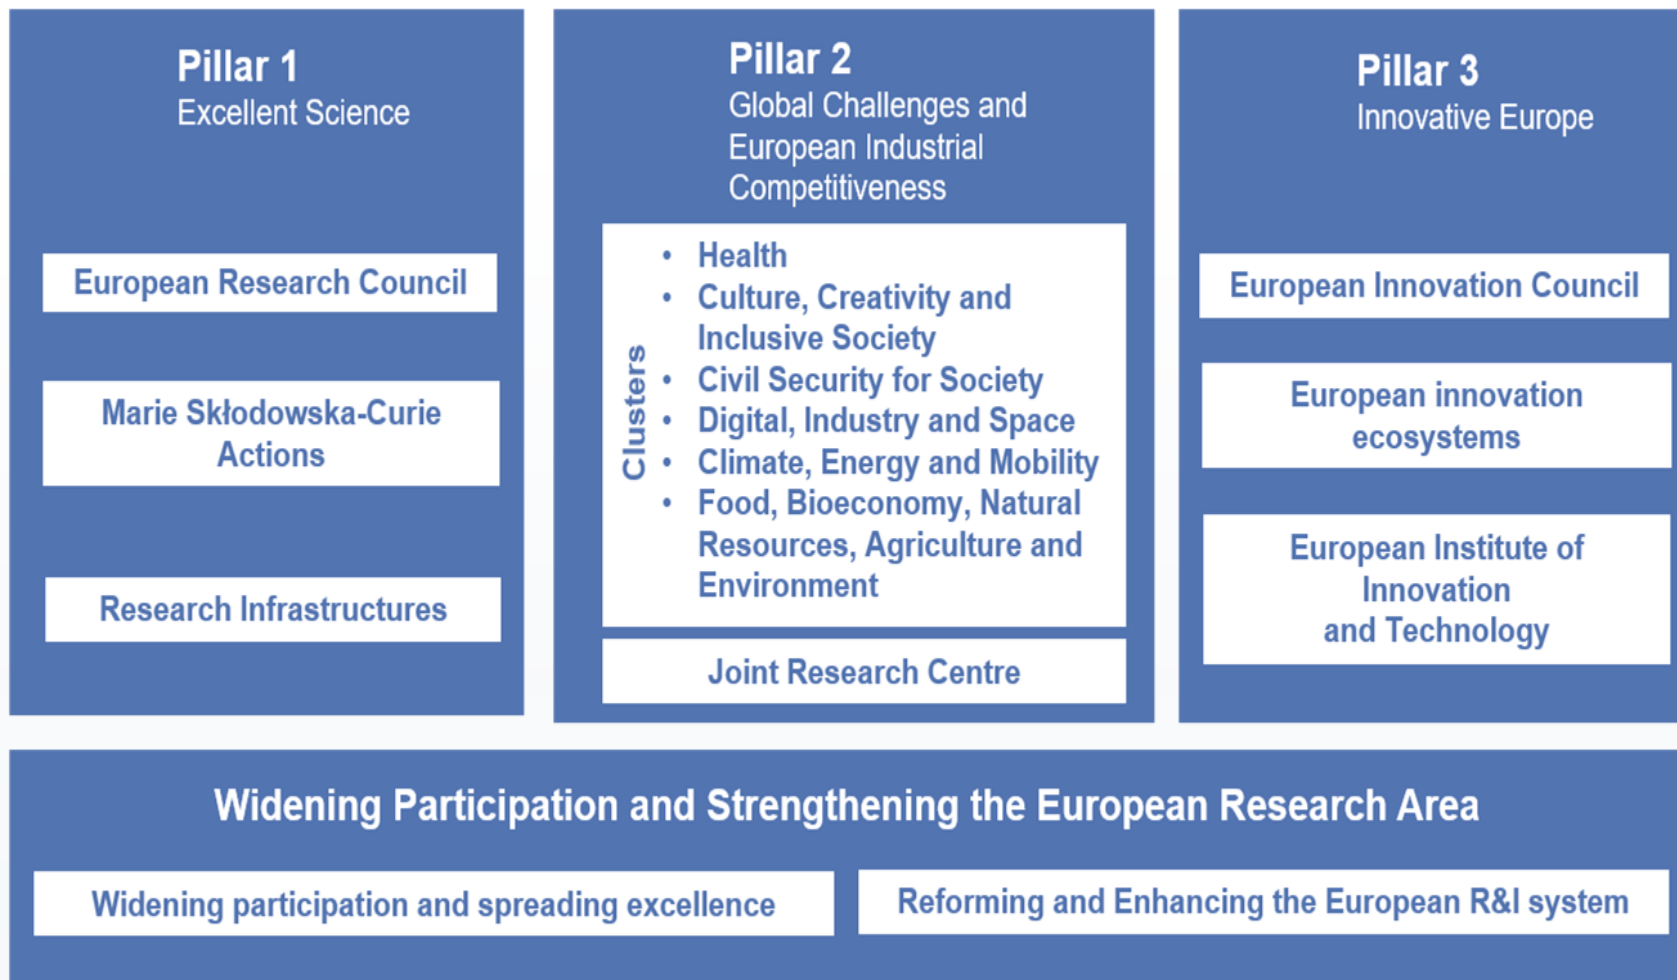 Pillar 1
Excellent Science
European Research Council
Marie Skłodowska-Curie
Actions
Research Infrastructures
Pillar 2
Global Challenges and
European Industrial
Competitiveness
Clusters
• Health
• Culture, Creativity and
Inclusive Society
• Civil Security for Society
• Digital, Industry and Space
• Climate, Energy and Mobility
• Food, Bioeconomy, Natural
Resources, Agriculture and
Environment
Joint Research Centre
Pillar 3
Innovative Europe
European Innovation Council
European innovation
ecosystems
European Institute of
Innovation
and Technology
Widening Participation and Strengthening the European Research Area
Widening participation and spreading excellence
Reforming and Enhancing the European R&I system